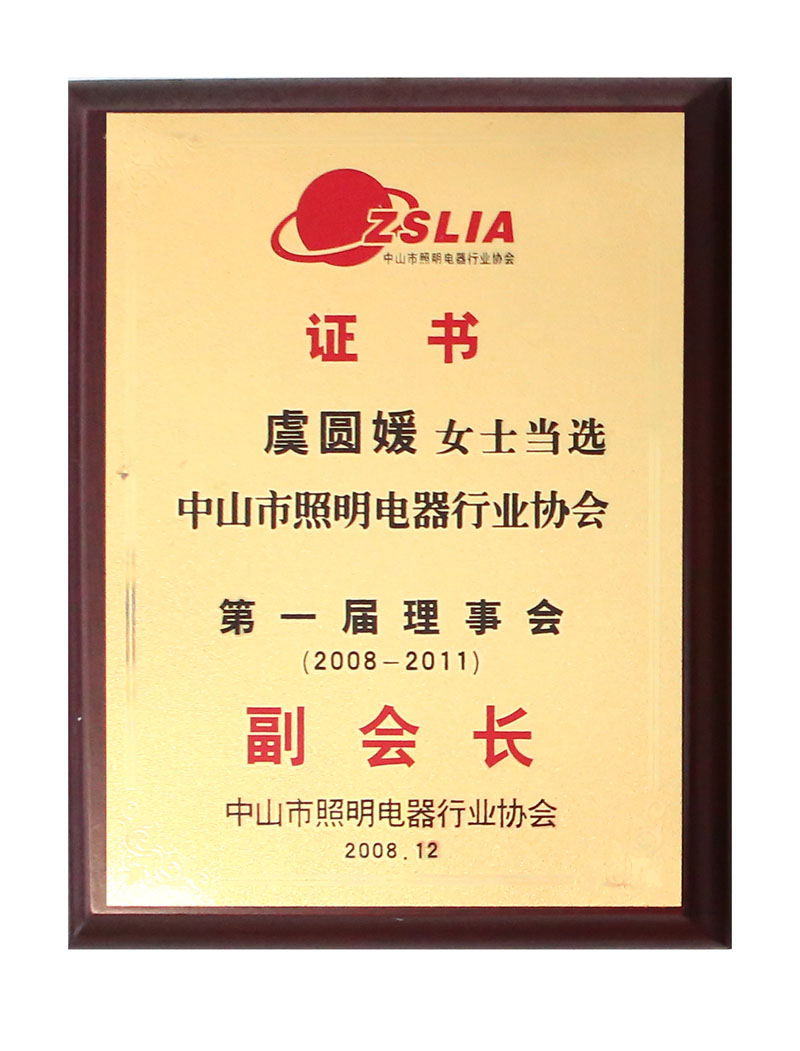 ZSLIA
中山市照明电器行业协会
证 书
虞圆媛 女士当选
中山市照明电器行业协会
第一届理事会
(2008-2011)
副会长
中山市照明电器行业协会
2008.12